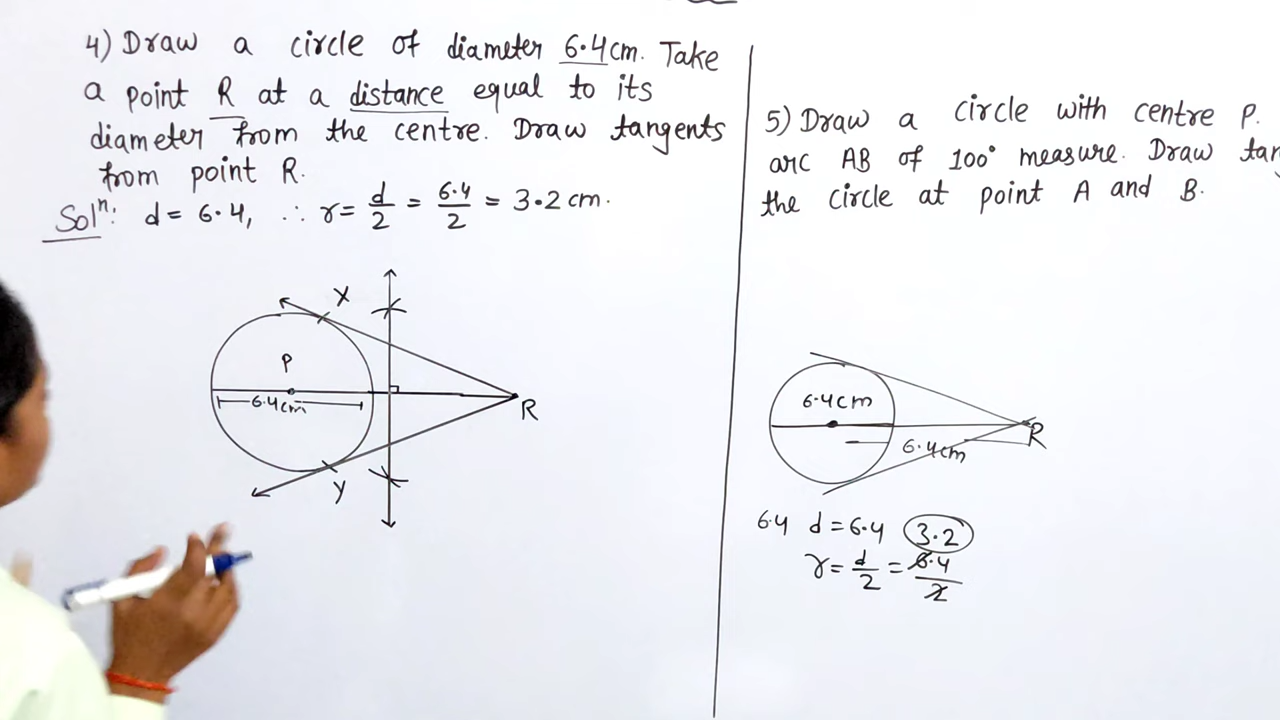 4) Draw a circle of diameter 6.4cm. Take
a point R at a distance equal to its
diameter from the centre. Draw tangents
from point R.
Solⁿ: d = 6.4, ∴ r = d/2 = 6.4/2 = 3.2 cm.
X
P
6.4cm
R
y
5) Draw a circle with centre P.
arc AB of 100° measure. Draw tan
the circle at point A and B.
6.4cm
R
6.4cm
6.4 d = 6.4 3.2
r = d/2 = 6.4/2